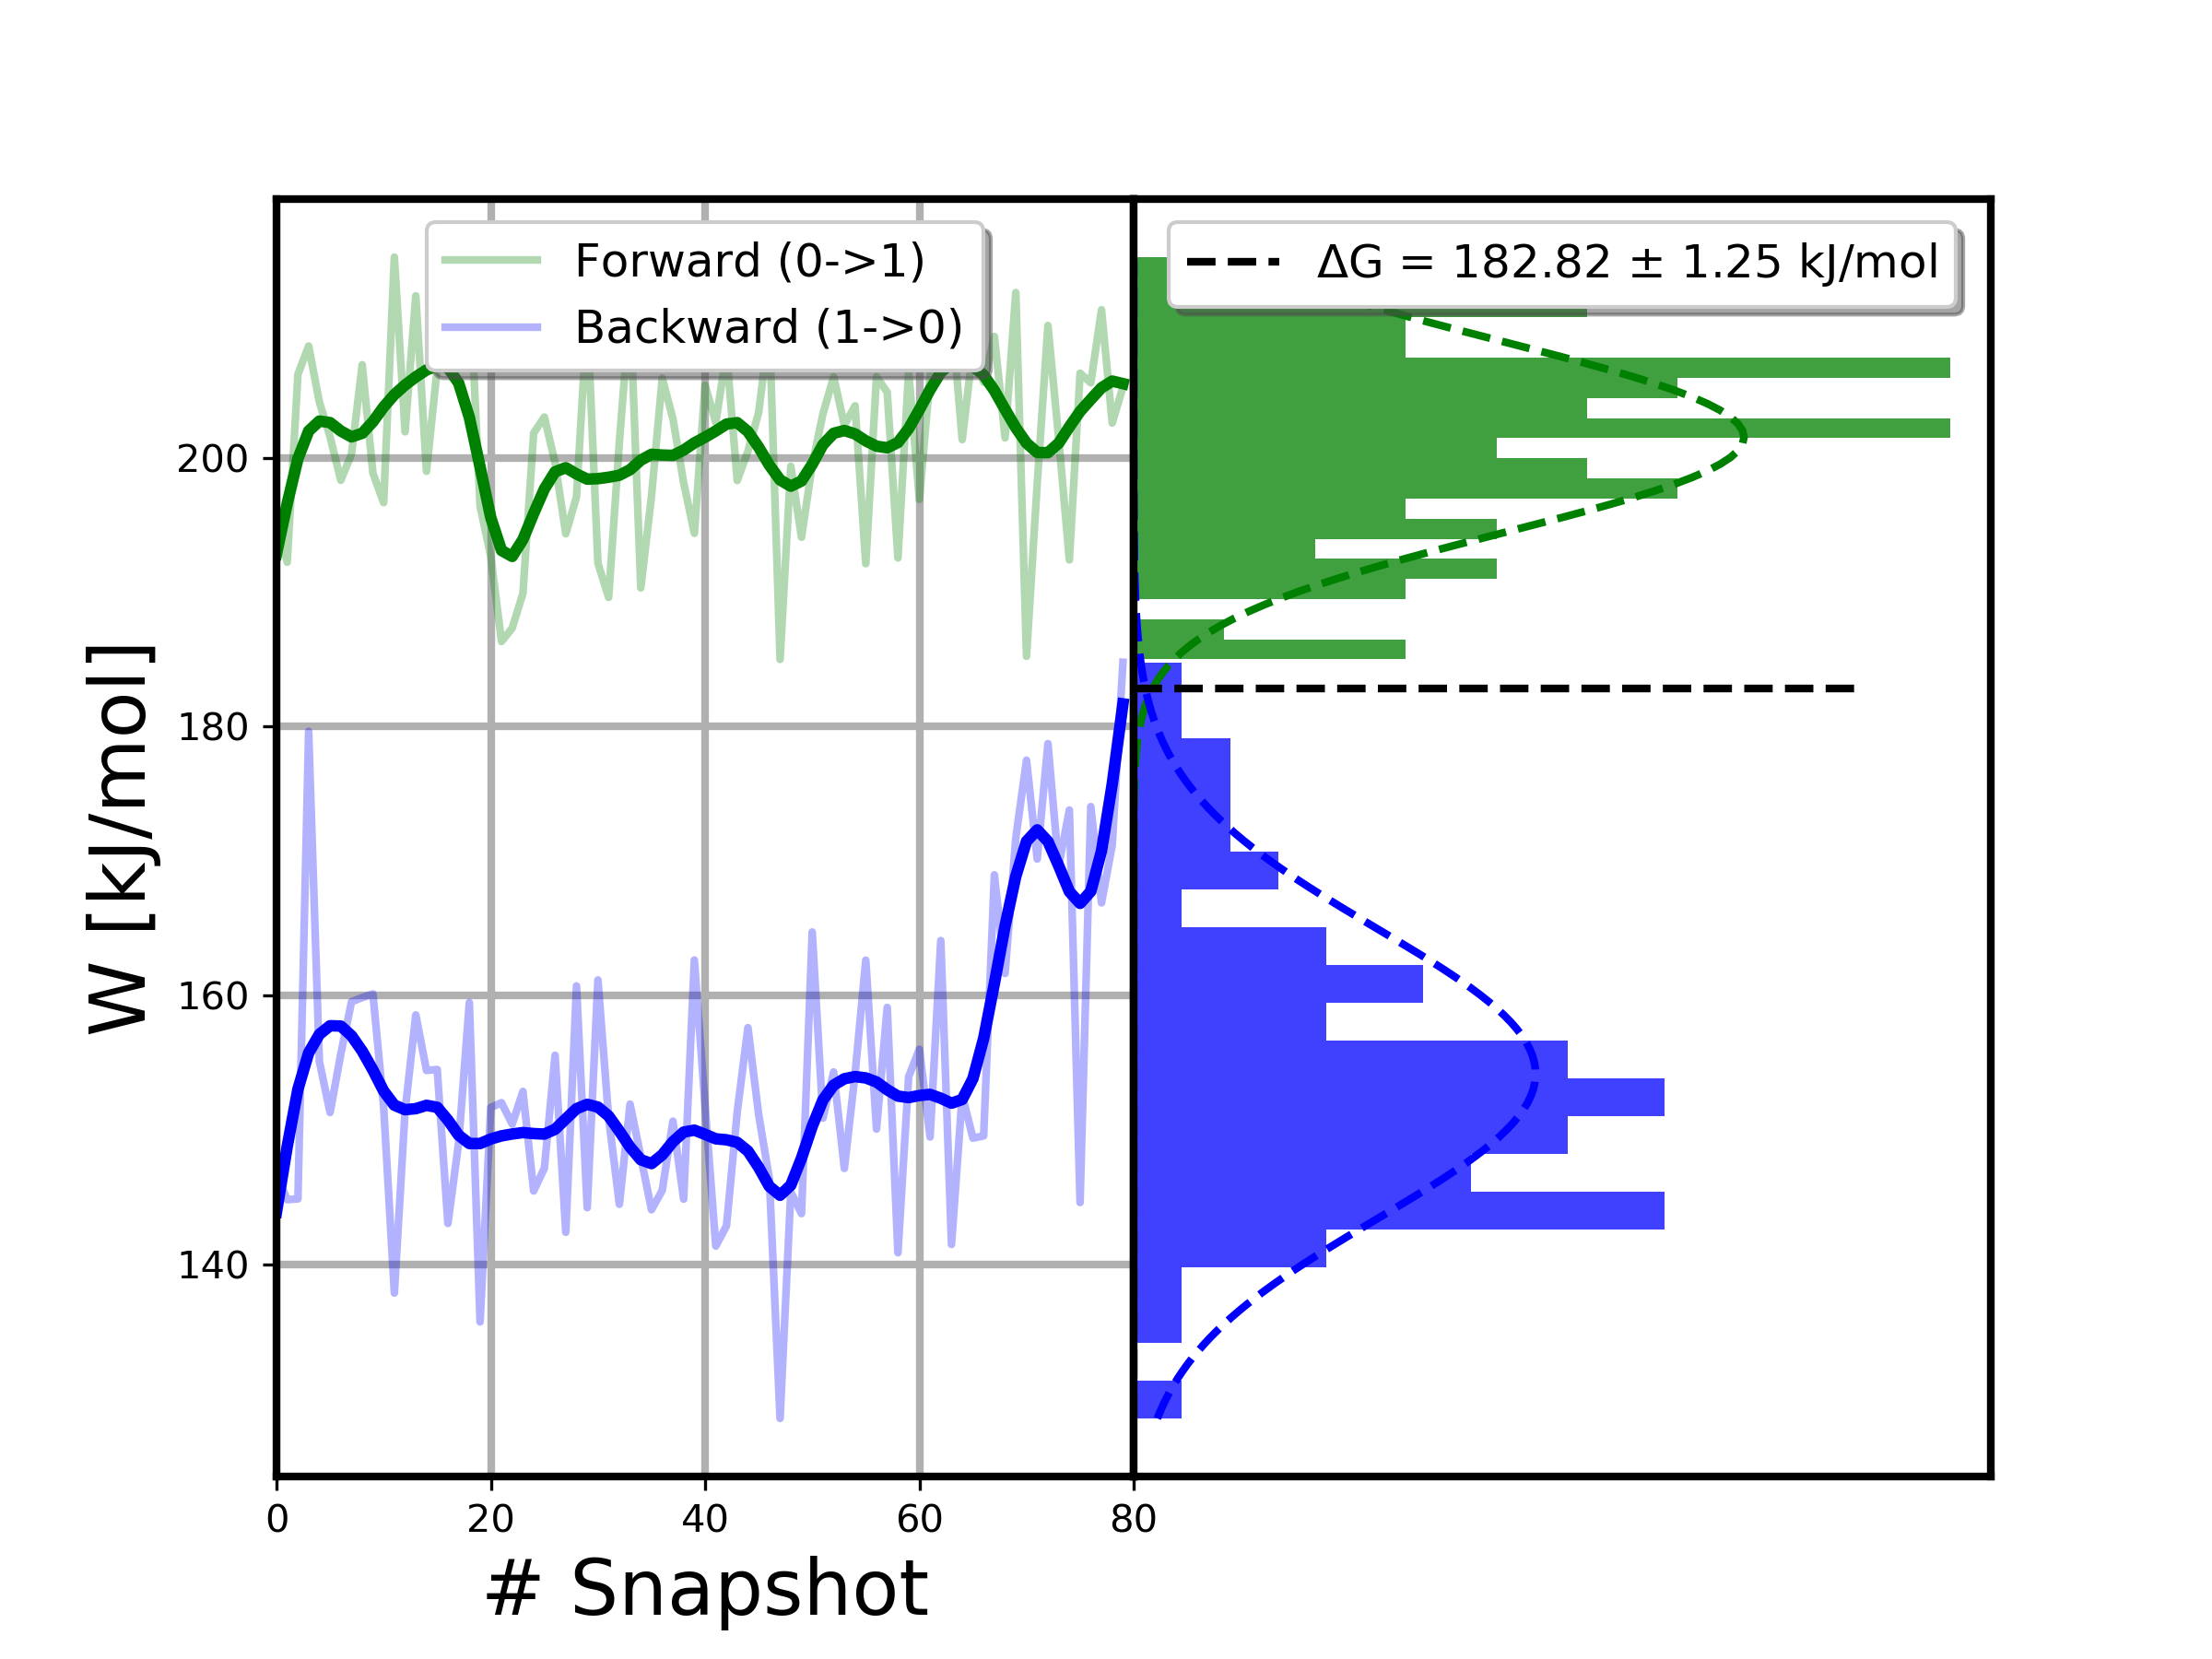 Forward (0->1)
Backward (1->0)
ΔG = 182.82 ± 1.25 kJ/mol
W [kJ/mol]
200
180
160
140
0 20 40 60 80
# Snapshot